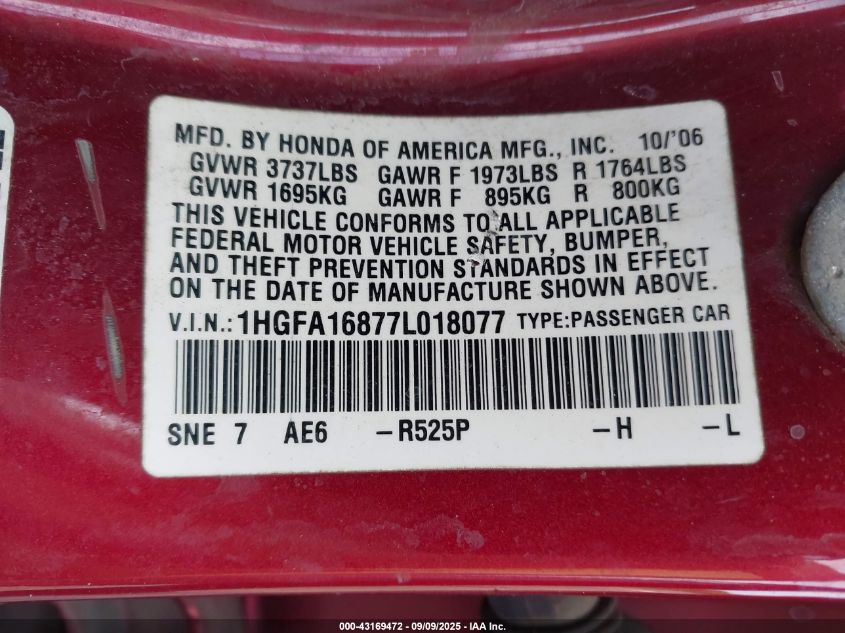 MFD. BY HONDA OF AMERICA MFG., INC. 10/'06
GVWR 3737LBS GAWR F 1973LBS R 1764LBS
GVWR 1695KG GAWR F 895KG R 800KG
THIS VEHICLE CONFORMS TO ALL APPLICABLE
FEDERAL MOTOR VEHICLE SAFETY, BUMPER,
AND THEFT PREVENTION STANDARDS IN EFFECT
ON THE DATE OF MANUFACTURE SHOWN ABOVE.
V.I.N.:1HGFA16877L018077 TYPE:PASSENGER CAR
SNE 7 AE6 -R525P -H -L
000-43169472 / 09/09/2025 / IAA Inc.